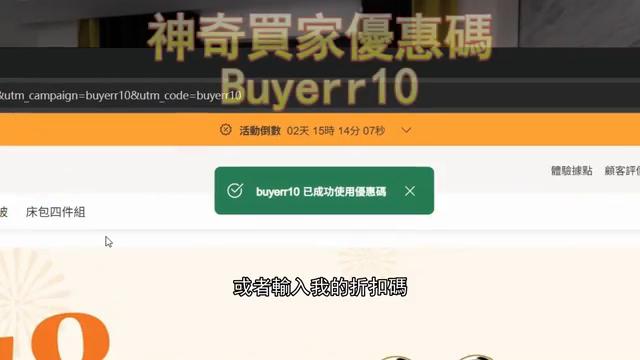 神奇買家優惠碼
Buyerr10
&utm_campaign=buyerr10&utm_code=buyerr10
活動倒數 02天 15時 14分 07秒
體驗據點 顧客評
buyerr10 已成功使用優惠碼
被 床包四件組
或者輸入我的折扣碼